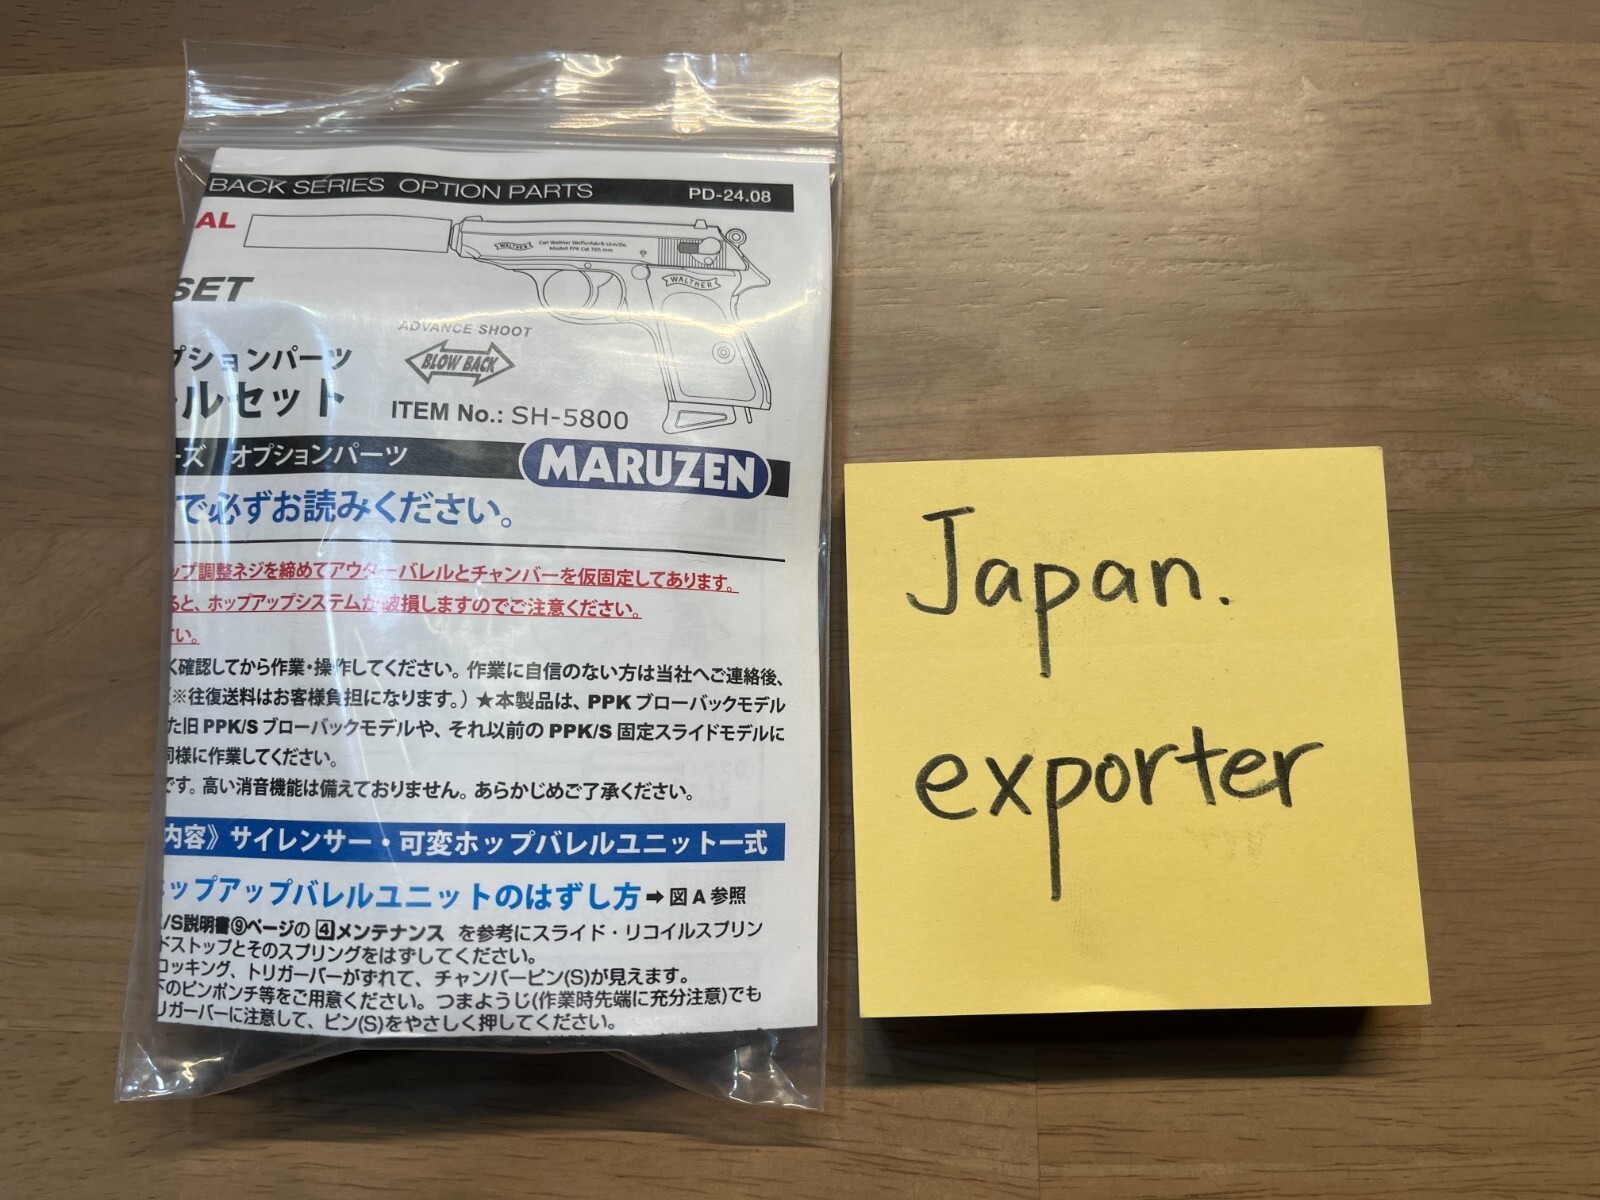 BACK SERIES OPTION PARTS PD-24.08
AL
WALTHER Carl Walther Waffenfabrik Ulm/Do.
Modell PPK Cal. 7.65 mm
WALTHER
SET
ADVANCE SHOOT
BLOW BACK
プションパーツ
ルセット
ITEM No.: SH-5800
ーズ オプションパーツ MARUZEN
で必ずお読みください。
ップ調整ネジを締めてアウターバレルとチャンバーを仮固定してあります。
ると、ホップアップシステムが破損しますのでご注意ください。
さい。
く確認してから作業・操作してください。作業に自信のない方は当社へご連絡後、
(※往復送料はお客様負担になります。)★本製品は、PPK ブローバックモデル
た旧 PPK/S ブローバックモデルや、それ以前の PPK/S 固定スライドモデルに
同様に作業してください。
です。高い消音機能は備えておりません。あらかじめご了承ください。
内容》サイレンサー・可変ホップバレルユニット一式
ホップアップバレルユニットのはずし方➡図 A 参照
/S説明書⑨ページの 4 メンテナンス を参考にスライド・リコイルスプリン
ドストップとそのスプリングをはずしてください。
コッキング、トリガーバーがずれて、チャンバーピン(S)が見えます。
下のピンポンチ等をご用意ください。つまようじ(作業時先端に充分注意)でも
リガーバーに注意して、ピン(S)をやさしく押してください。
Japan.
exporter